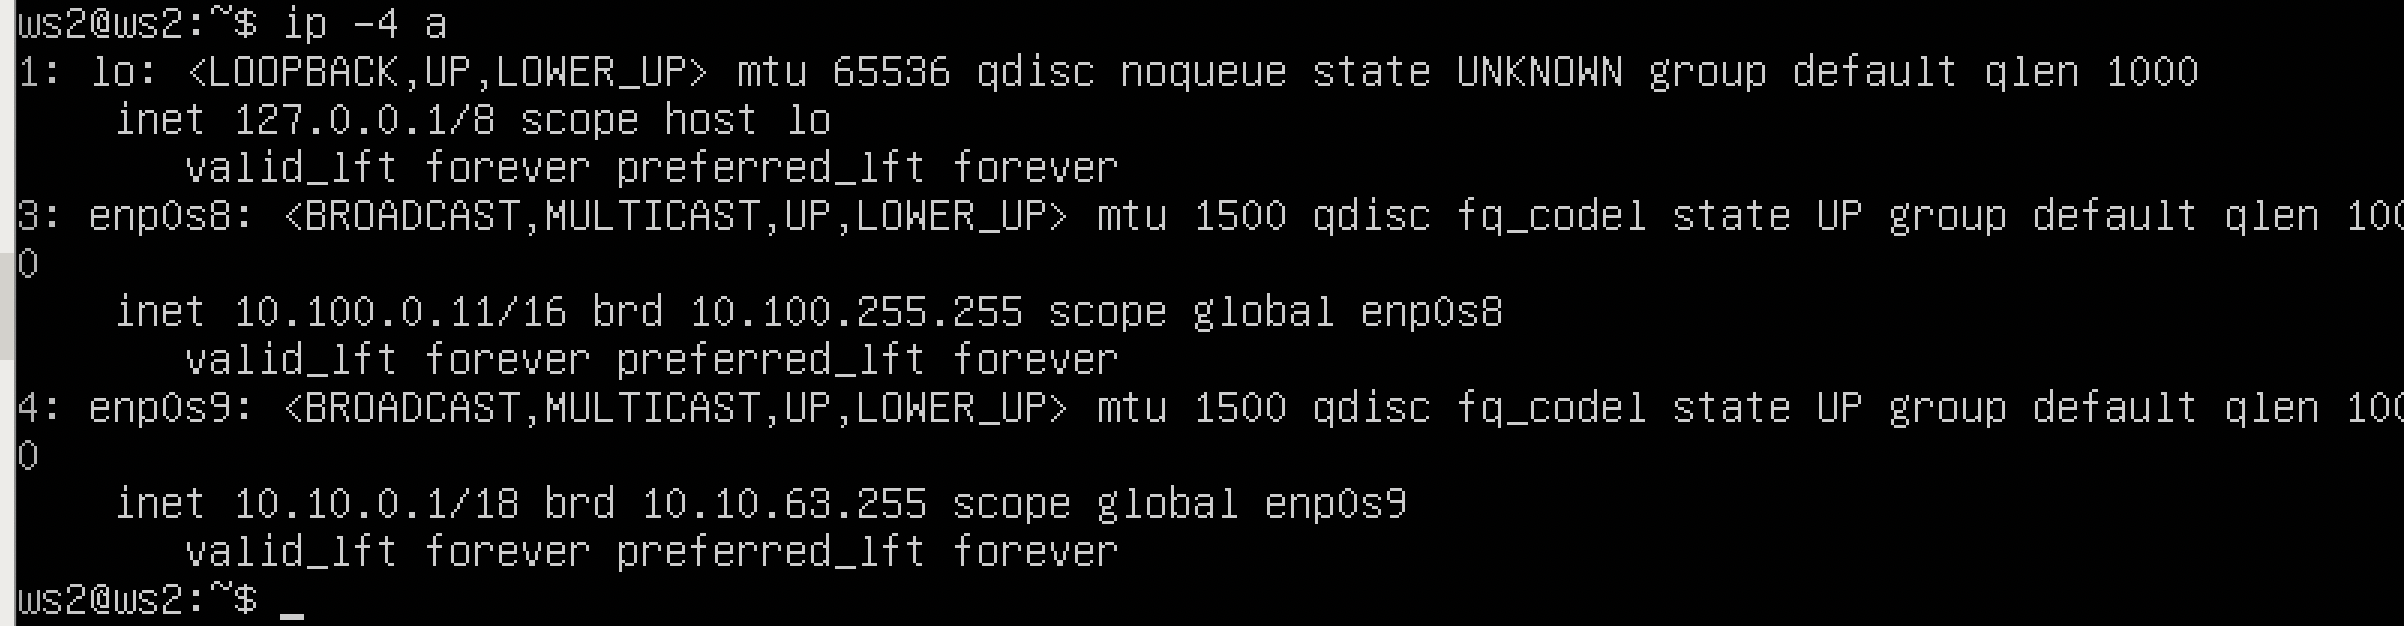 ws2@ws2:~$ ip -4 a
1: lo: <LOOPBACK,UP,LOWER_UP> mtu 65536 qdisc noqueue state UNKNOWN group default qlen 1000
    inet 127.0.0.1/8 scope host lo
       valid_lft forever preferred_lft forever
3: enp0s8: <BROADCAST,MULTICAST,UP,LOWER_UP> mtu 1500 qdisc fq_codel state UP group default qlen 100
0
    inet 10.100.0.11/16 brd 10.100.255.255 scope global enp0s8
       valid_lft forever preferred_lft forever
4: enp0s9: <BROADCAST,MULTICAST,UP,LOWER_UP> mtu 1500 qdisc fq_codel state UP group default qlen 100
0
    inet 10.10.0.1/18 brd 10.10.63.255 scope global enp0s9
       valid_lft forever preferred_lft forever
ws2@ws2:~$ _